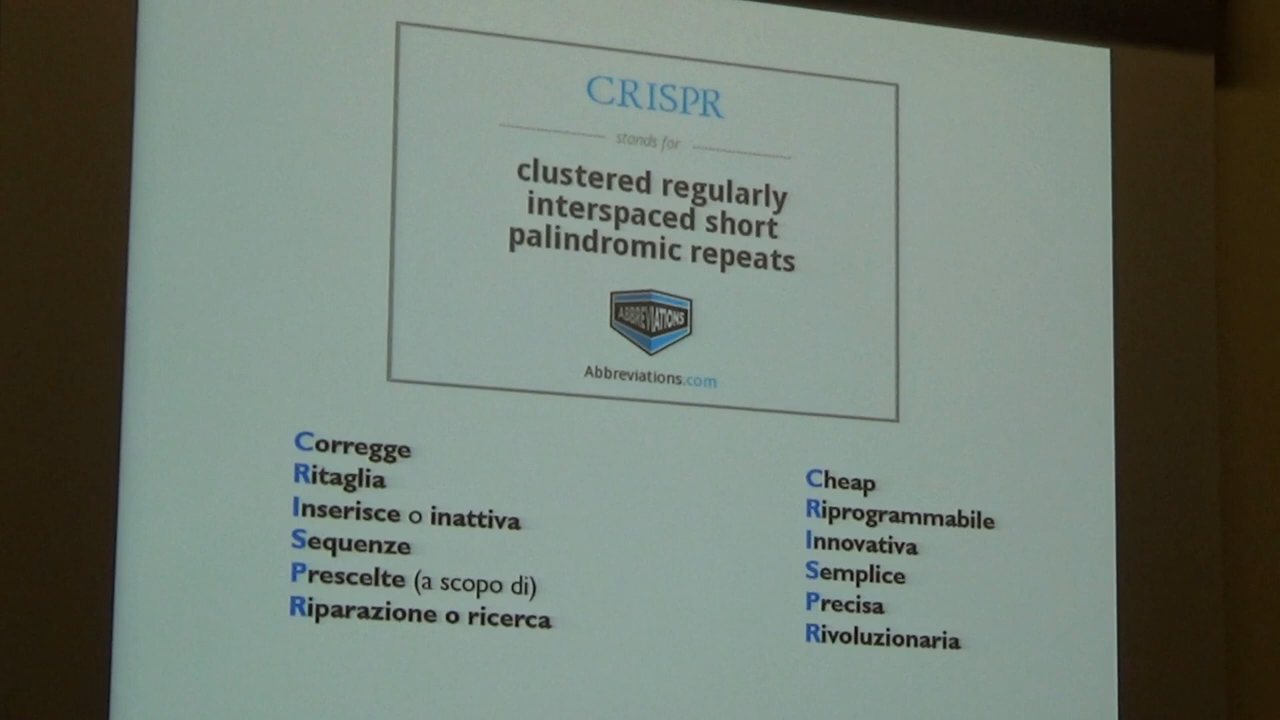 CRISPR
stands for
clustered regularly
interspaced short
palindromic repeats
ABBREVIATIONS
Abbreviations.com
Corregge
Ritaglia
Inserisce o inattiva
Sequenze
Prescelte (a scopo di)
Riparazione o ricerca
Cheap
Riprogrammabile
Innovativa
Semplice
Precisa
Rivoluzionaria